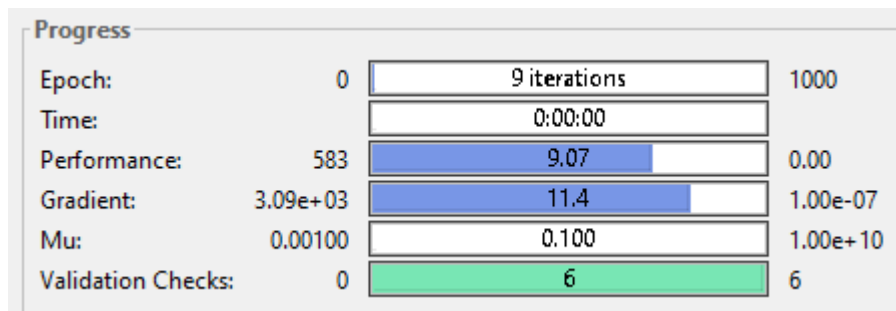 Progress
Epoch: 0 9 iterations 1000
Time: 0:00:00
Performance: 583 9.07 0.00
Gradient: 3.09e+03 11.4 1.00e-07
Mu: 0.00100 0.100 1.00e+10
Validation Checks: 0 6 6